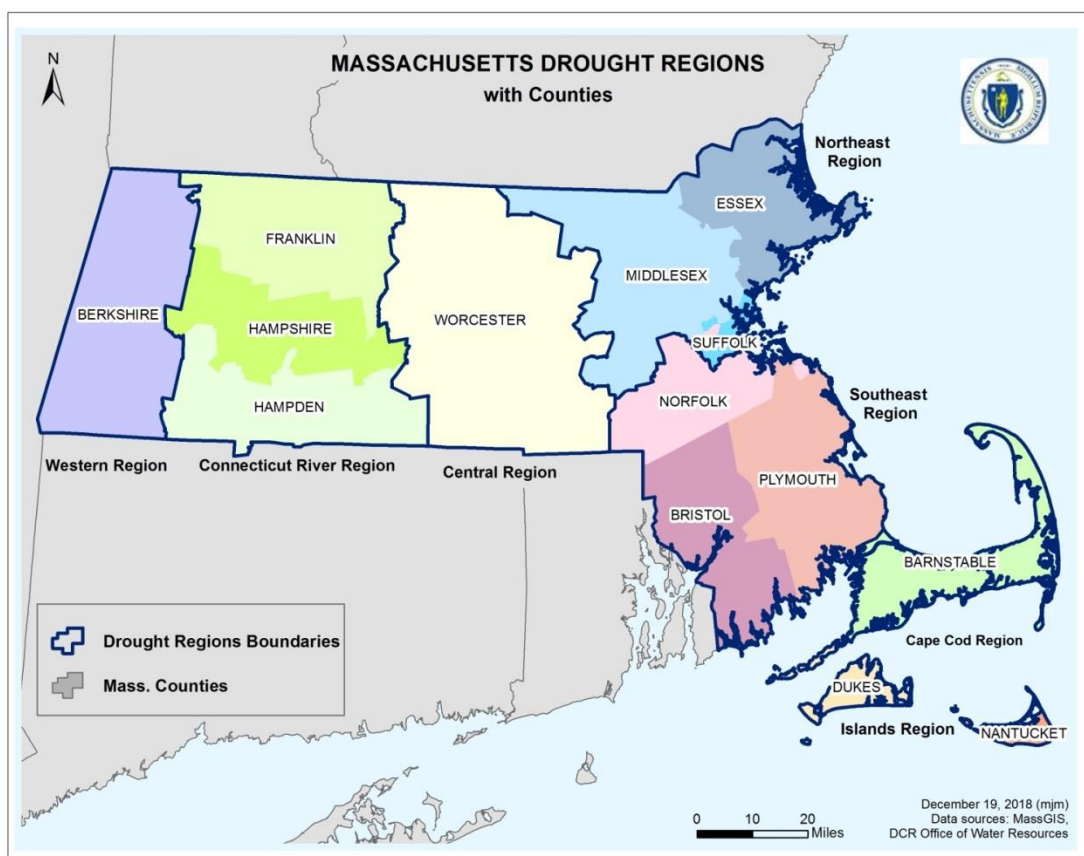 N
MASSACHUSETTS DROUGHT REGIONS
with Counties
Northeast
Region
ESSEX
FRANKLIN
MIDDLESEX
BERKSHIRE
HAMPSHIRE
WORCESTER
SUFFOLK
NORFOLK
HAMPDEN
Southeast
Region
Western Region
Connecticut River Region
Central Region
PLYMOUTH
BRISTOL
BARNSTABLE
Cape Cod Region
DUKES
Islands Region
NANTUCKET
Drought Regions Boundaries
Mass. Counties
0 10 20
Miles
December 19, 2018 (mjm)
Data sources: MassGIS,
DCR Office of Water Resources